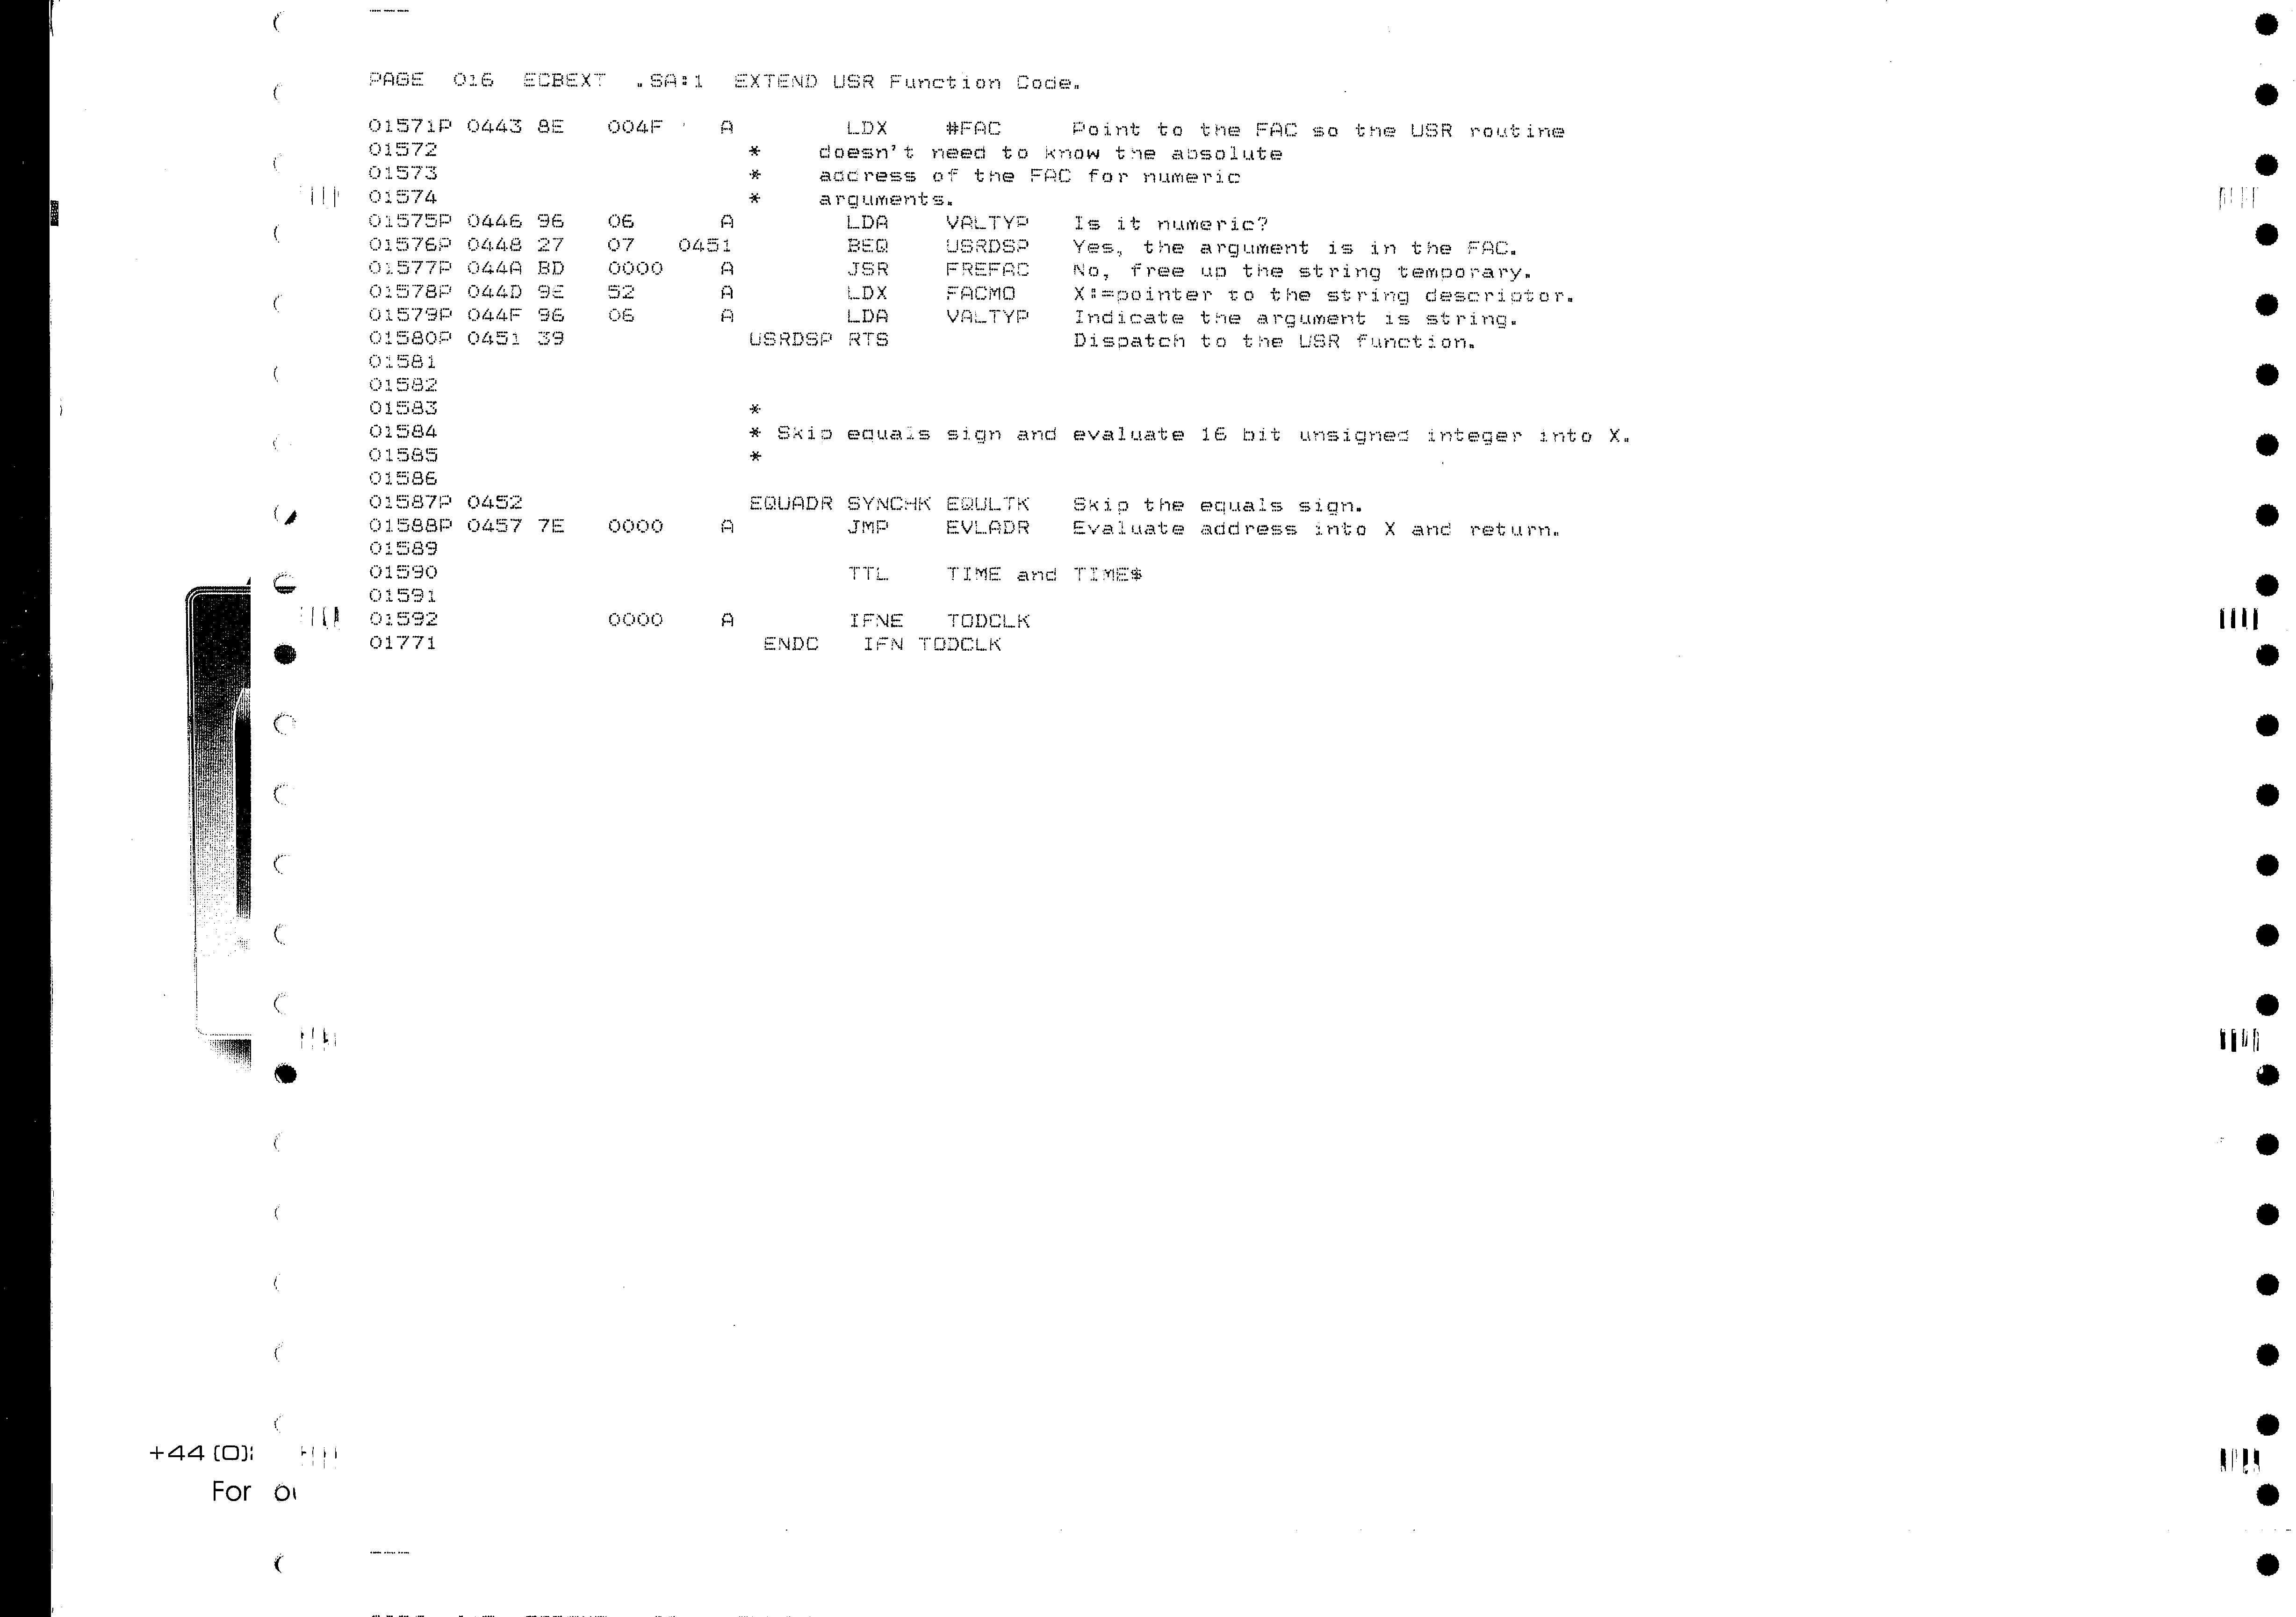 PAGE 016 ECBEXT .SA:1 EXTEND USR Function Code.
01571P 0443 8E 004F A LDX #FAC Point to the FAC so the USR routine
01572 * doesn't need to know the absolute
01573 * address of the FAC for numeric
01574 * arguments.
01575P 0446 96 06 A LDA VALTYP Is it numeric?
01576P 0448 27 07 0451 BEQ USRDSP Yes, the argument is in the FAC.
01577P 044A BD 0000 A JSR FREFAC No, free up the string temporary.
01578P 044D 9E 52 A LDX FACMO X:=pointer to the string descriptor.
01579P 044F 96 06 A LDA VALTYP Indicate the argument is string.
01580P 0451 39 USRDSP RTS Dispatch to the USR function.
01581
01582
01583 *
01584 * Skip equals sign and evaluate 16 bit unsigned integer into X.
01585 *
01586
01587P 0452 EQUADR SYNCHK EQULTK Skip the equals sign.
01588P 0457 7E 0000 A JMP EVLADR Evaluate address into X and return.
01589
01590 TTL TIME and TIME$
01591
01592 0000 A IFNE TODCLK
01771 ENDC IFN TODCLK
+44 (0)
For